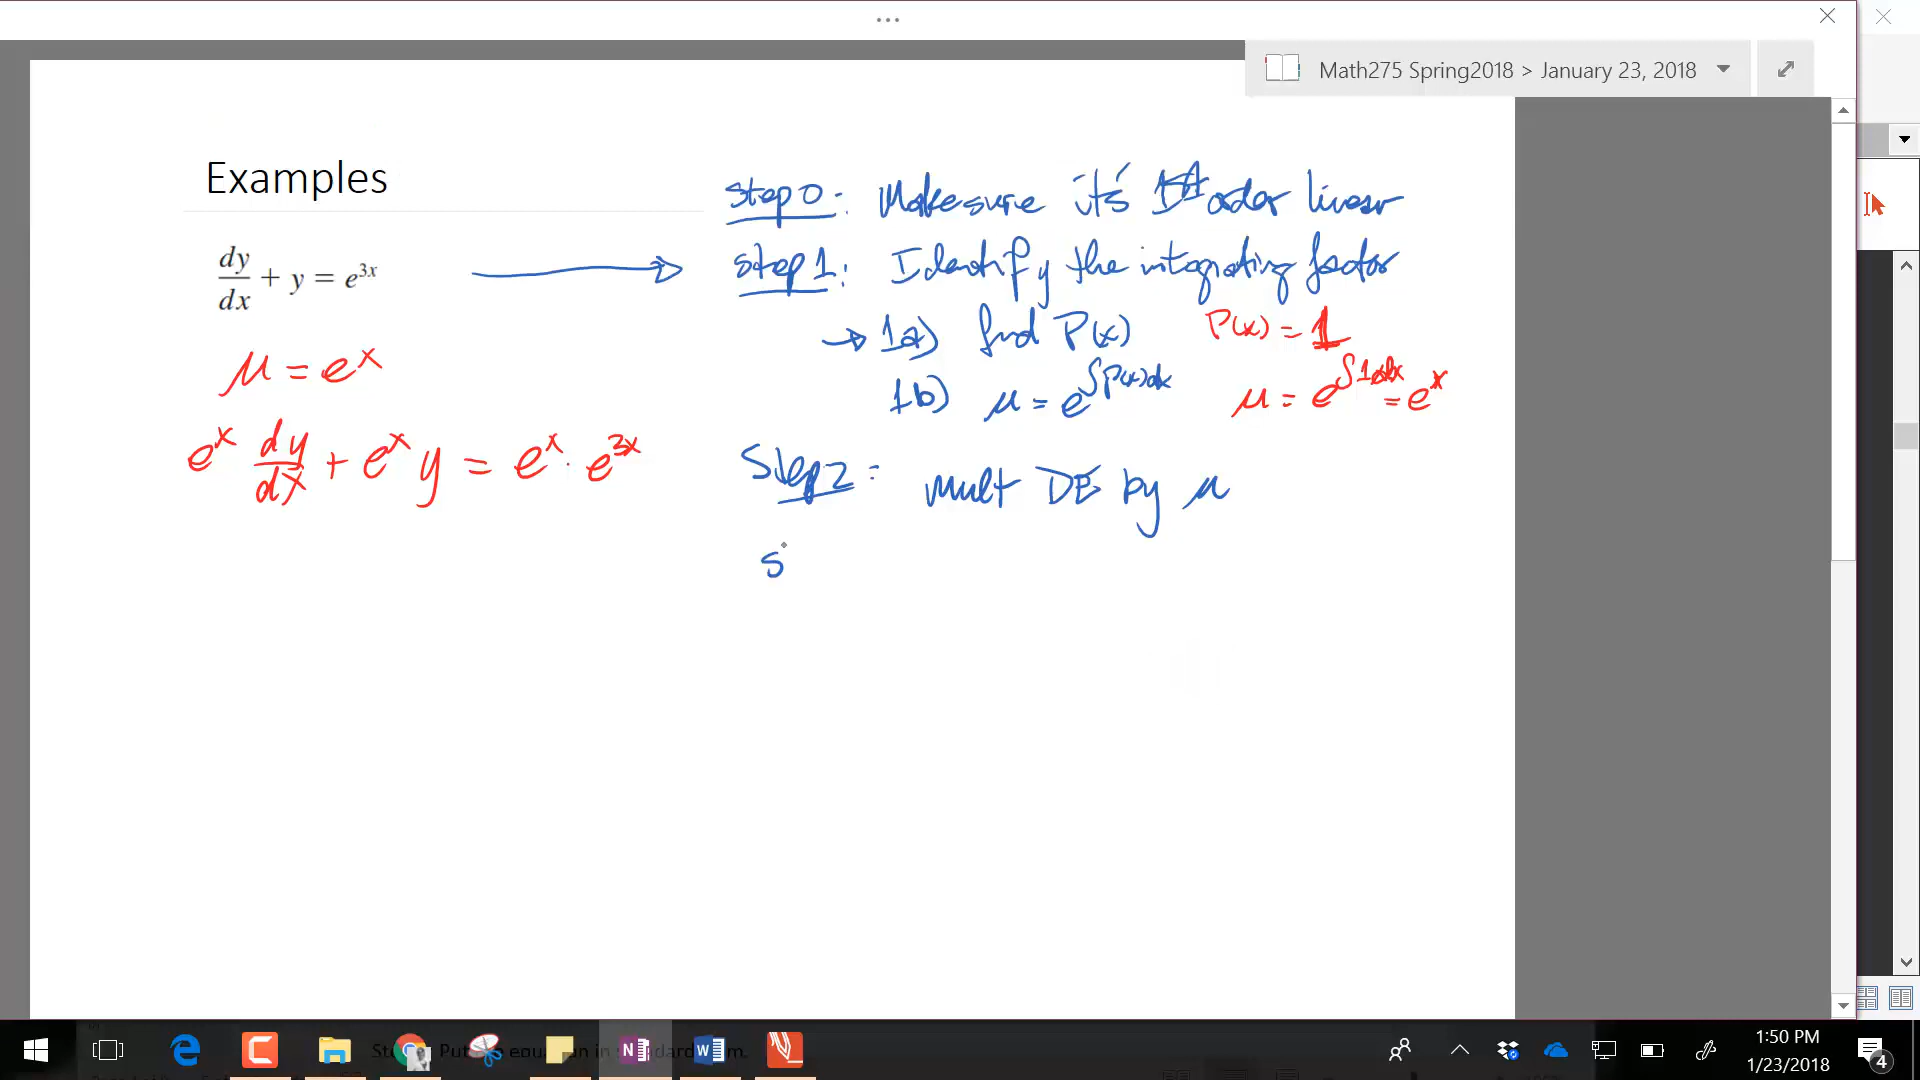 ...
Math275 Spring2018 > January 23, 2018
Examples
dy/dx + y = e^{3x}
μ = e^x
e^x dy/dx + e^x y = e^x · e^{3x}
Step 0: Make sure it's 1st order linear
Step 1: Identify the integrating factor
→ 1a) find P(x) P(x) = 1
1b) μ = e^{∫P(x)dx} μ = e^{∫1dx} = e^x
Step 2: mult DE by μ
S
1:50 PM
1/23/2018
4